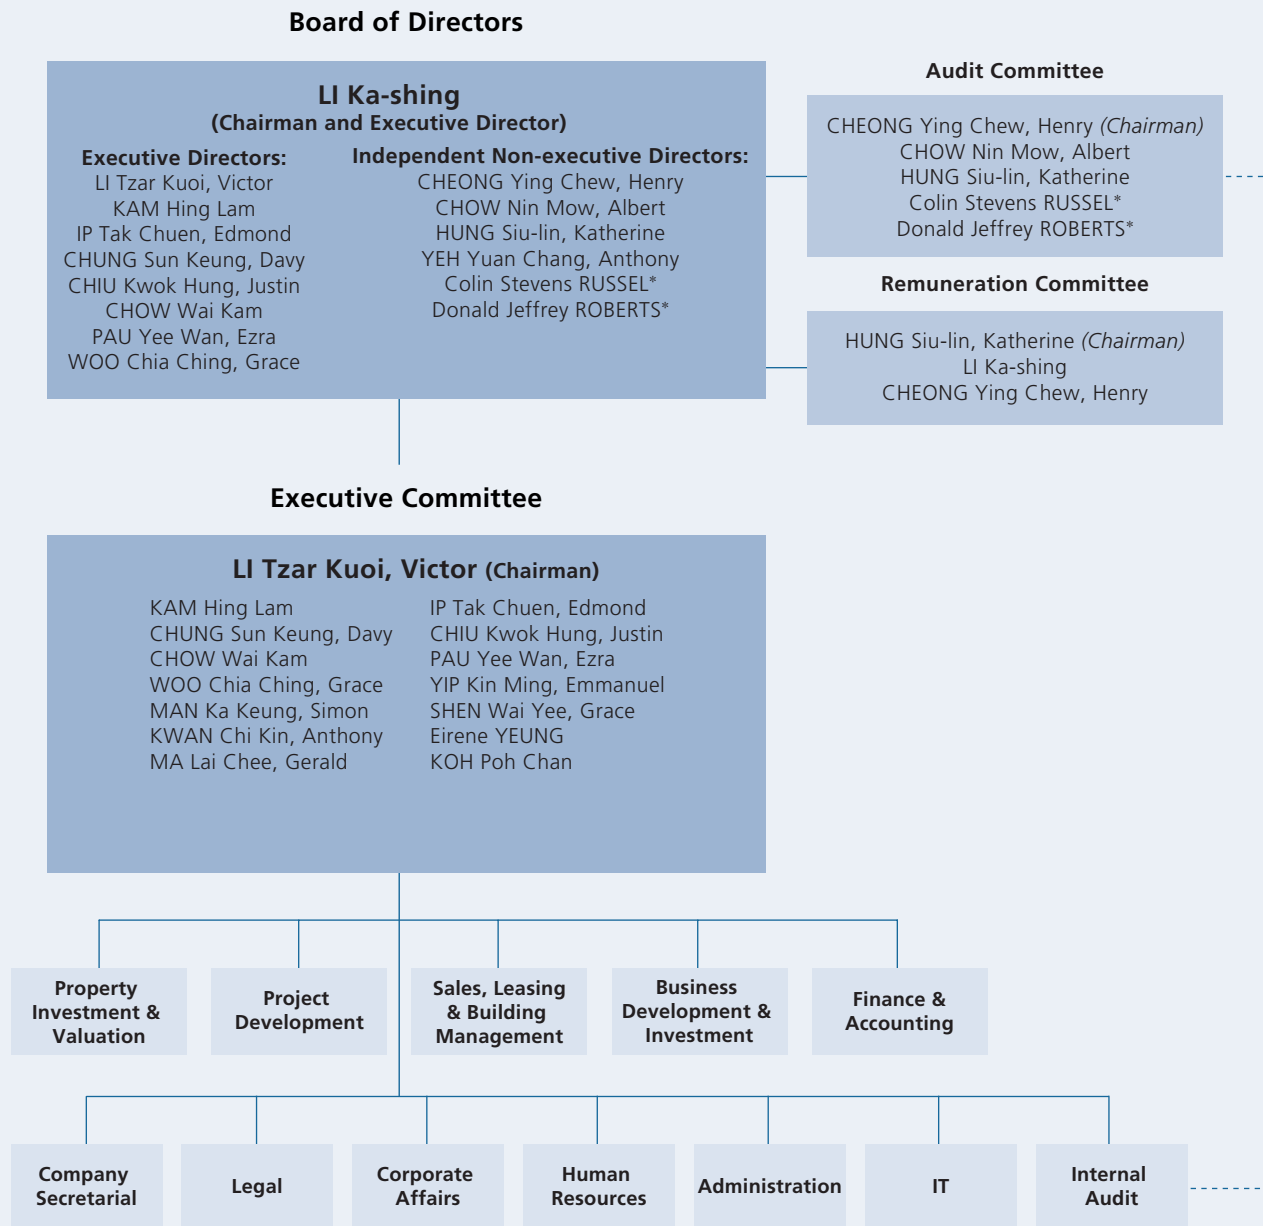 Board of Directors
LI Ka-shing
(Chairman and Executive Director)
Executive Directors:
LI Tzar Kuoi, Victor
KAM Hing Lam
IP Tak Chuen, Edmond
CHUNG Sun Keung, Davy
CHIU Kwok Hung, Justin
CHOW Wai Kam
PAU Yee Wan, Ezra
WOO Chia Ching, Grace
Independent Non-executive Directors:
CHEONG Ying Chew, Henry
CHOW Nin Mow, Albert
HUNG Siu-lin, Katherine
YEH Yuan Chang, Anthony
Colin Stevens RUSSEL*
Donald Jeffrey ROBERTS*
Audit Committee
CHEONG Ying Chew, Henry (Chairman)
CHOW Nin Mow, Albert
HUNG Siu-lin, Katherine
Colin Stevens RUSSEL*
Donald Jeffrey ROBERTS*
Remuneration Committee
HUNG Siu-lin, Katherine (Chairman)
LI Ka-shing
CHEONG Ying Chew, Henry
Executive Committee
LI Tzar Kuoi, Victor (Chairman)
KAM Hing Lam
CHUNG Sun Keung, Davy
CHOW Wai Kam
WOO Chia Ching, Grace
MAN Ka Keung, Simon
KWAN Chi Kin, Anthony
MA Lai Chee, Gerald
IP Tak Chuen, Edmond
CHIU Kwok Hung, Justin
PAU Yee Wan, Ezra
YIP Kin Ming, Emmanuel
SHEN Wai Yee, Grace
Eirene YEUNG
KOH Poh Chan
Property
Investment &
Valuation
Project
Development
Sales, Leasing
& Building
Management
Business
Development &
Investment
Finance &
Accounting
Company
Secretarial
Legal
Corporate
Affairs
Human
Resources
Administration
IT
Internal
Audit